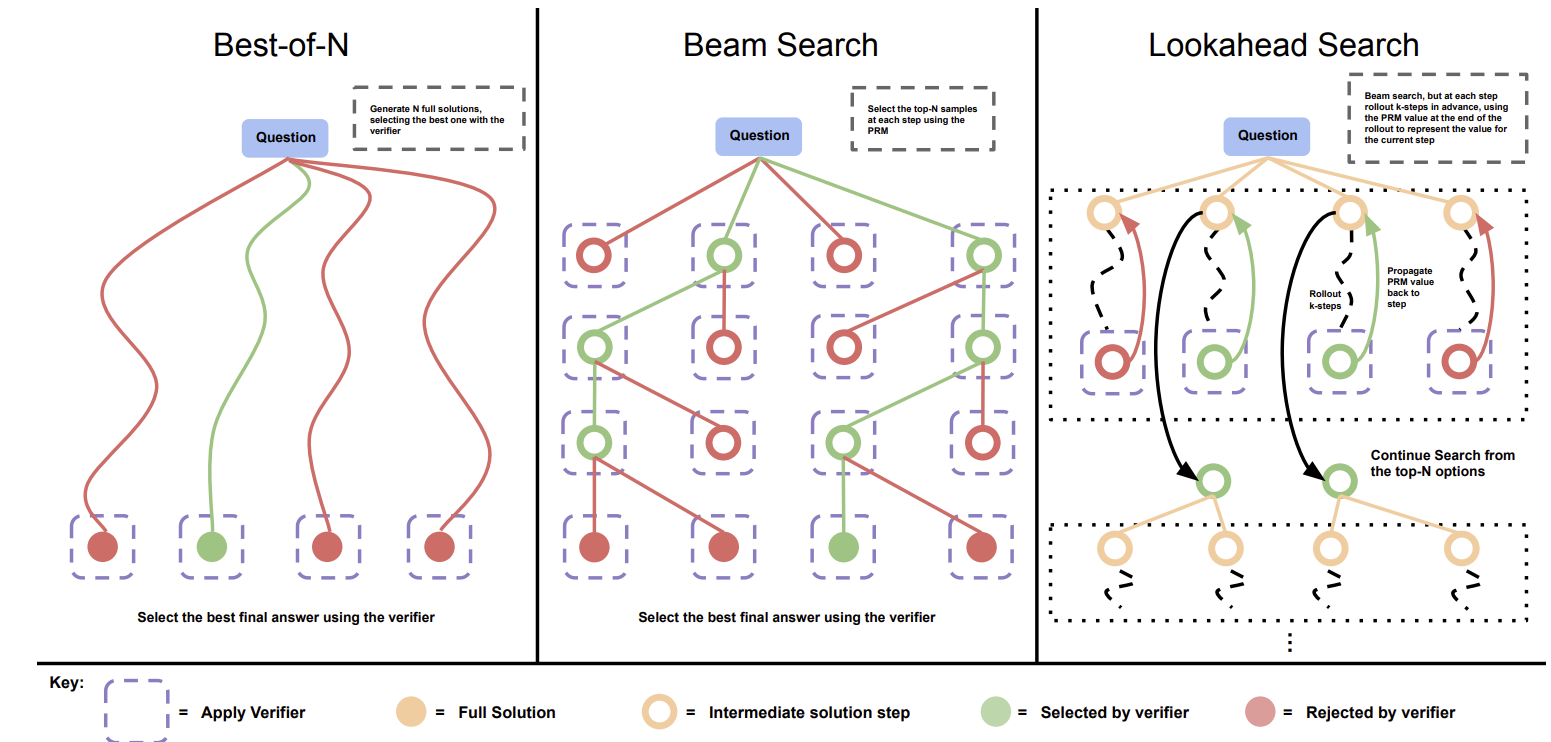 Best-of-N
Generate N full solutions,
selecting the best one with the
verifier
Question
Select the best final answer using the verifier
Beam Search
Select the top-N samples
at each step using the
PRM
Question
Select the best final answer using the verifier
Lookahead Search
Beam search, but at each step
rollout k-steps in advance, using
the PRM value at the end of the
rollout to represent the value for
the current step
Question
Propagate
PRM value
back to
step
Rollout
k-steps
Continue Search from
the top-N options
Key:
= Apply Verifier
= Full Solution
= Intermediate solution step
= Selected by verifier
= Rejected by verifier